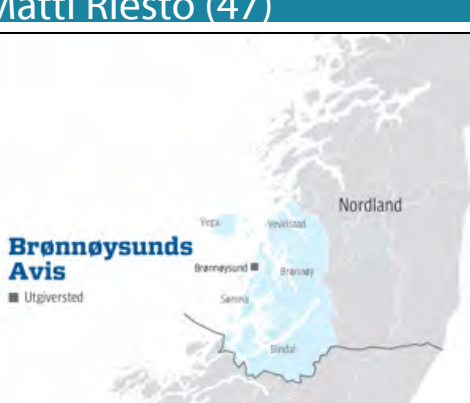 Matti Riesto (47)
Nordland
Vega
Vevelstad
Brønnøysunds
Avis
Brønnøysund
Brønnøy
Utgiversted
Sømna
Bindal